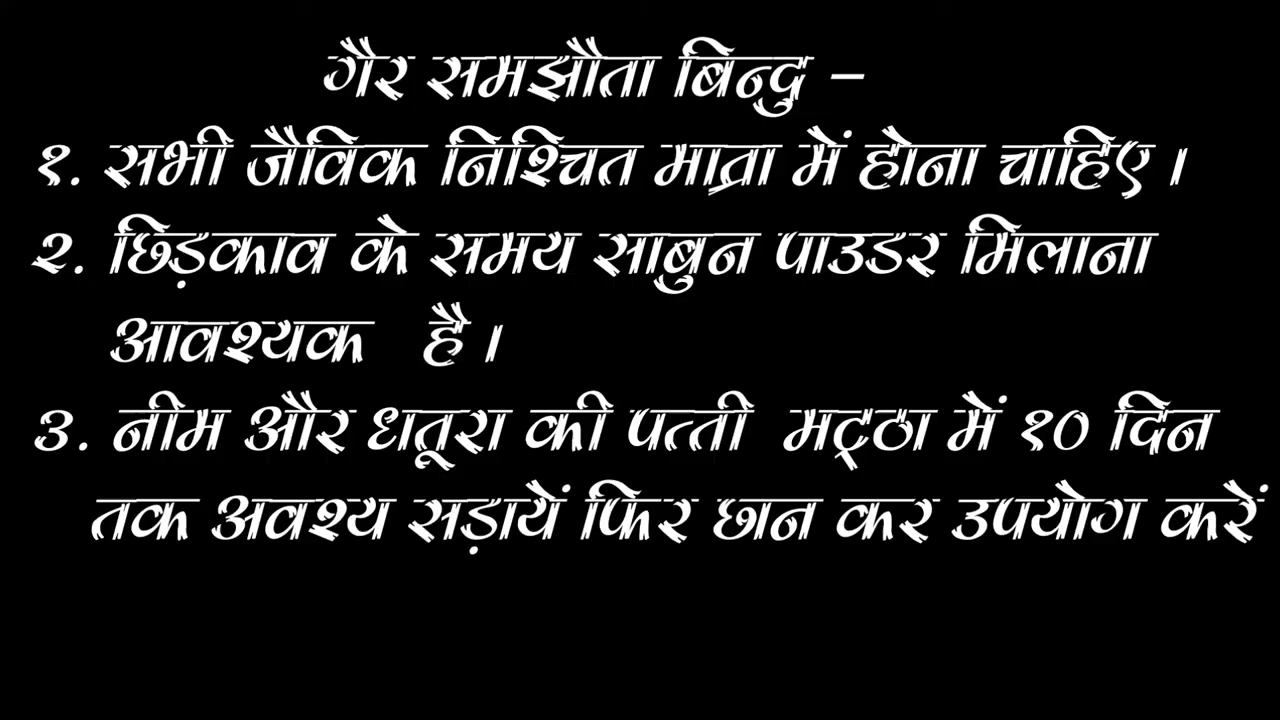 गैर समझौता बिन्दु –
१. सभी जैविक निश्चित मात्रा में होना चाहिए ।
२. छिड़काव के समय साबुन पाउडर मिलाना
आवश्यक है ।
३. नीम और धतूरा की पत्ती मट्ठा में १० दिन
तक अवश्य सड़ायें फिर छान कर उपयोग करें